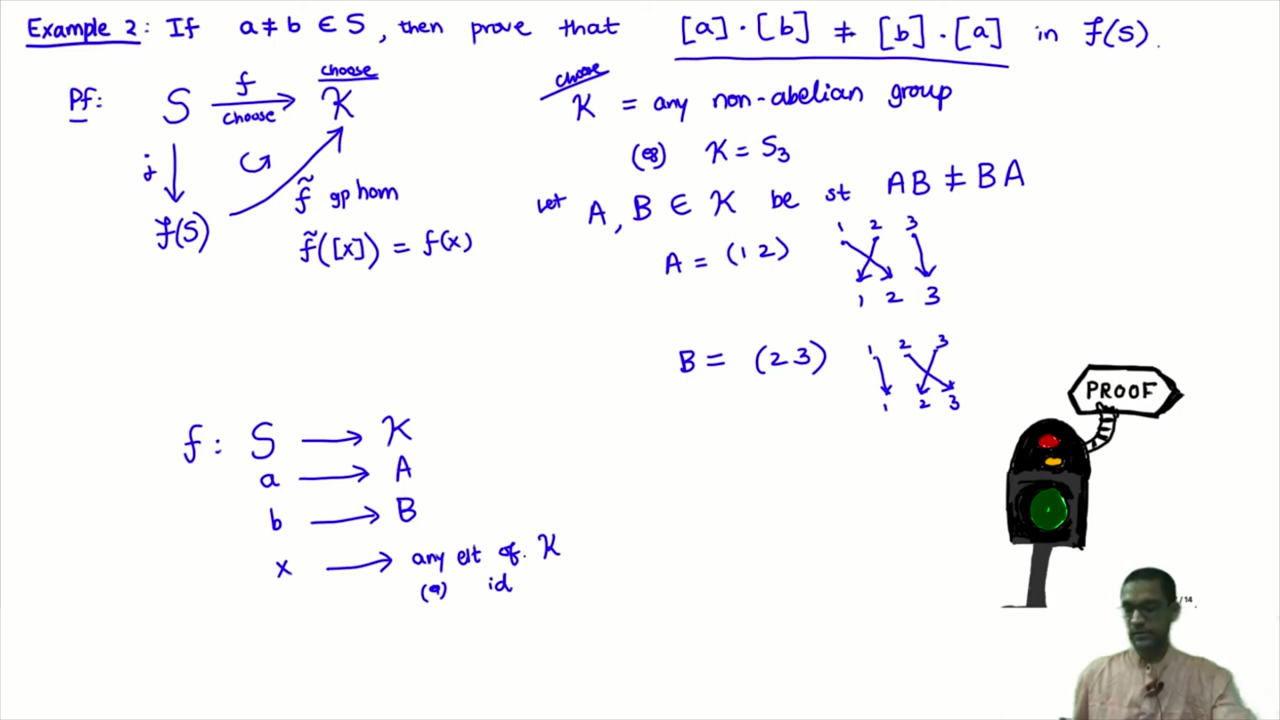 Example 2: If a ≠ b ∈ S, then prove that [a]·[b] ≠ [b]·[a] in F(S).
Pf: S f choose K choose
j
F(S)
f̃ gp hom
f̃([x]) = f(x)
choose
K = any non-abelian group
(eg) K = S₃
Let A, B ∈ K be st AB ≠ BA
A = (1 2)
1 2 3
1 2 3
B = (2 3)
1 2 3
1 2 3
f: S → K
a → A
b → B
x → any elt of K
(eg) id
PROOF
/ 14